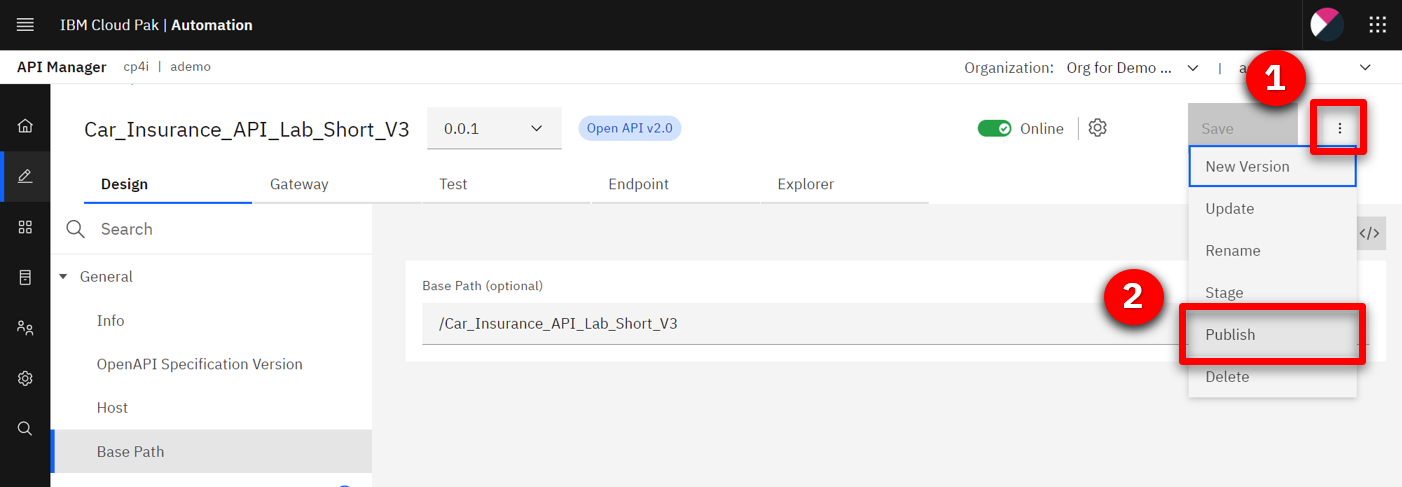 IBM Cloud Pak | Automation
API Manager cp4i | ademo
Organization: Org for Demo ... |
1
Car_Insurance_API_Lab_Short_V3 0.0.1 Open API v2.0 Online Save
New Version
Design Gateway Test Endpoint Explorer
Update
Search </>
Rename
General
Base Path (optional)
Stage
2
Info
/Car_Insurance_API_Lab_Short_V3
Publish
OpenAPI Specification Version
Delete
Host
Base Path